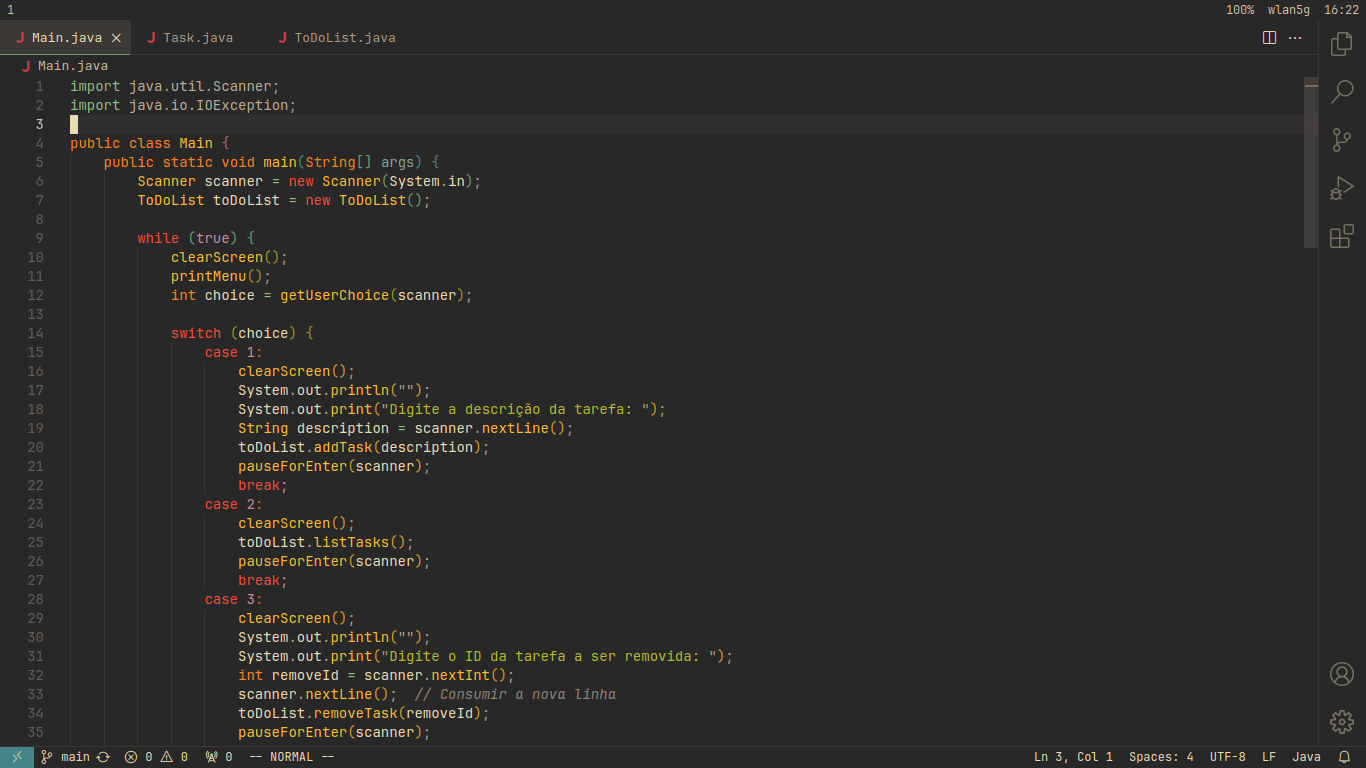 1 100% wlan5g 16:22
Main.java Task.java ToDoList.java
Main.java
1 import java.util.Scanner;
2 import java.io.IOException;
3
4 public class Main {
5 public static void main(String[] args) {
6 Scanner scanner = new Scanner(System.in);
7 ToDoList toDoList = new ToDoList();
8
9 while (true) {
10 clearScreen();
11 printMenu();
12 int choice = getUserChoice(scanner);
13
14 switch (choice) {
15 case 1:
16 clearScreen();
17 System.out.println("");
18 System.out.print("Digite a descrição da tarefa: ");
19 String description = scanner.nextLine();
20 toDoList.addTask(description);
21 pauseForEnter(scanner);
22 break;
23 case 2:
24 clearScreen();
25 toDoList.listTasks();
26 pauseForEnter(scanner);
27 break;
28 case 3:
29 clearScreen();
30 System.out.println("");
31 System.out.print("Digite o ID da tarefa a ser removida: ");
32 int removeId = scanner.nextInt();
33 scanner.nextLine();  // Consumir a nova linha
34 toDoList.removeTask(removeId);
35 pauseForEnter(scanner);
main 0 0 0 -- NORMAL -- Ln 3, Col 1 Spaces: 4 UTF-8 LF Java